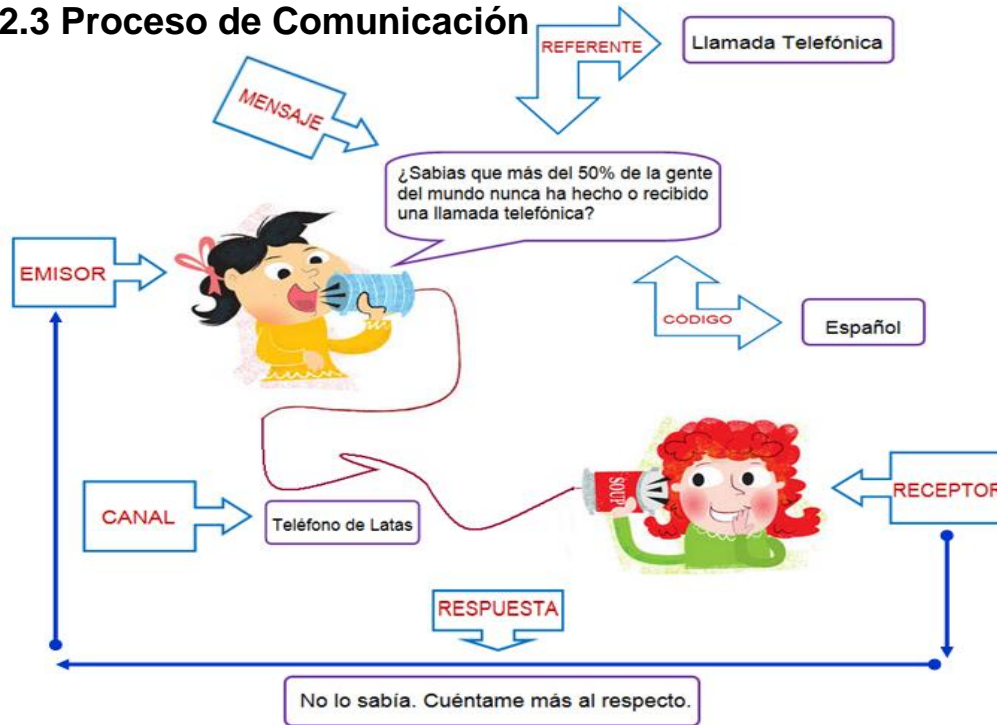 2.3 Proceso de Comunicación
REFERENTE
Llamada Telefónica
MENSAJE
¿Sabias que más del 50% de la gente
del mundo nunca ha hecho o recibido
una llamada telefónica?
EMISOR
CÓDIGO
Español
SOUP
RECEPTOR
CANAL
Teléfono de Latas
RESPUESTA
No lo sabía. Cuéntame más al respecto.